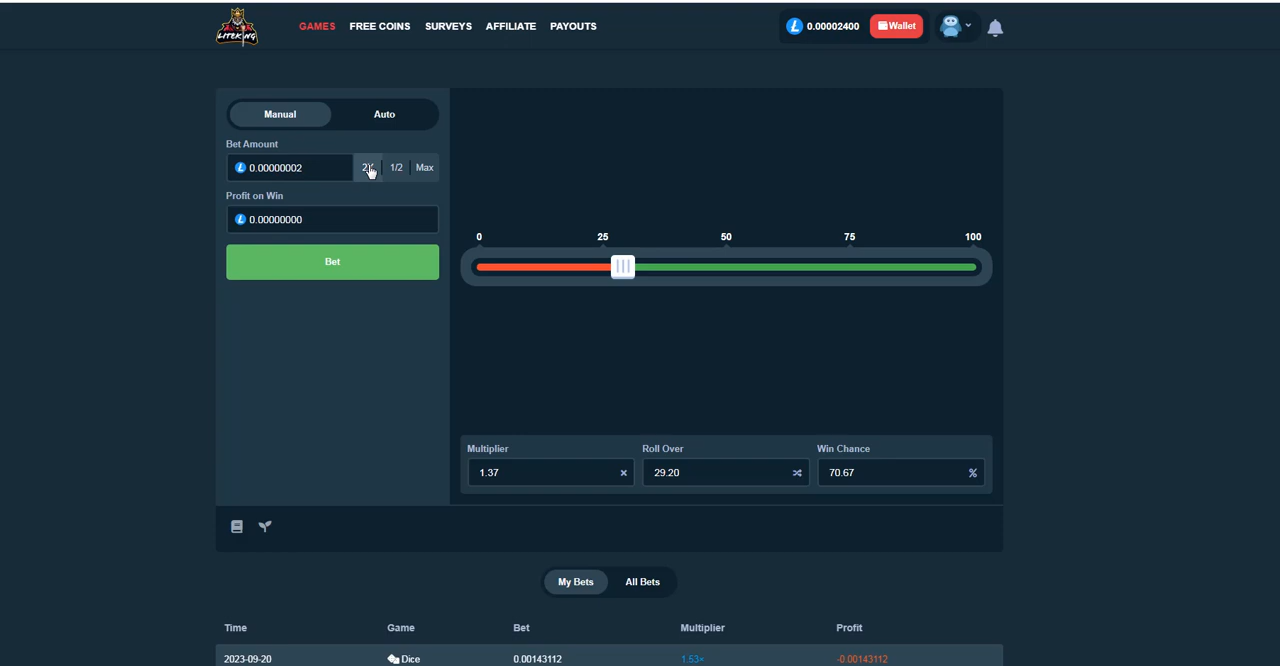 LITEKING
GAMES FREE COINS SURVEYS AFFILIATE PAYOUTS
0.00002400 Wallet
Manual Auto
Bet Amount
0.00000002 1/2 Max
Profit on Win
0.00000000
Bet
0 25 50 75 100
Multiplier Roll Over Win Chance
1.37 × 29.20 70.67 %
My Bets All Bets
Time Game Bet Multiplier Profit
2023-09-20 Dice 0.00143112 1.53× -0.00143112